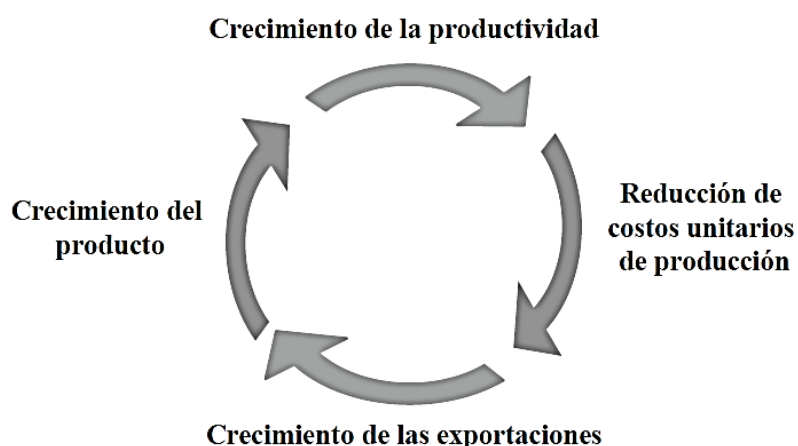 Crecimiento de la productividad
Reducción de
costos unitarios
de producción
Crecimiento del
producto
Crecimiento de las exportaciones